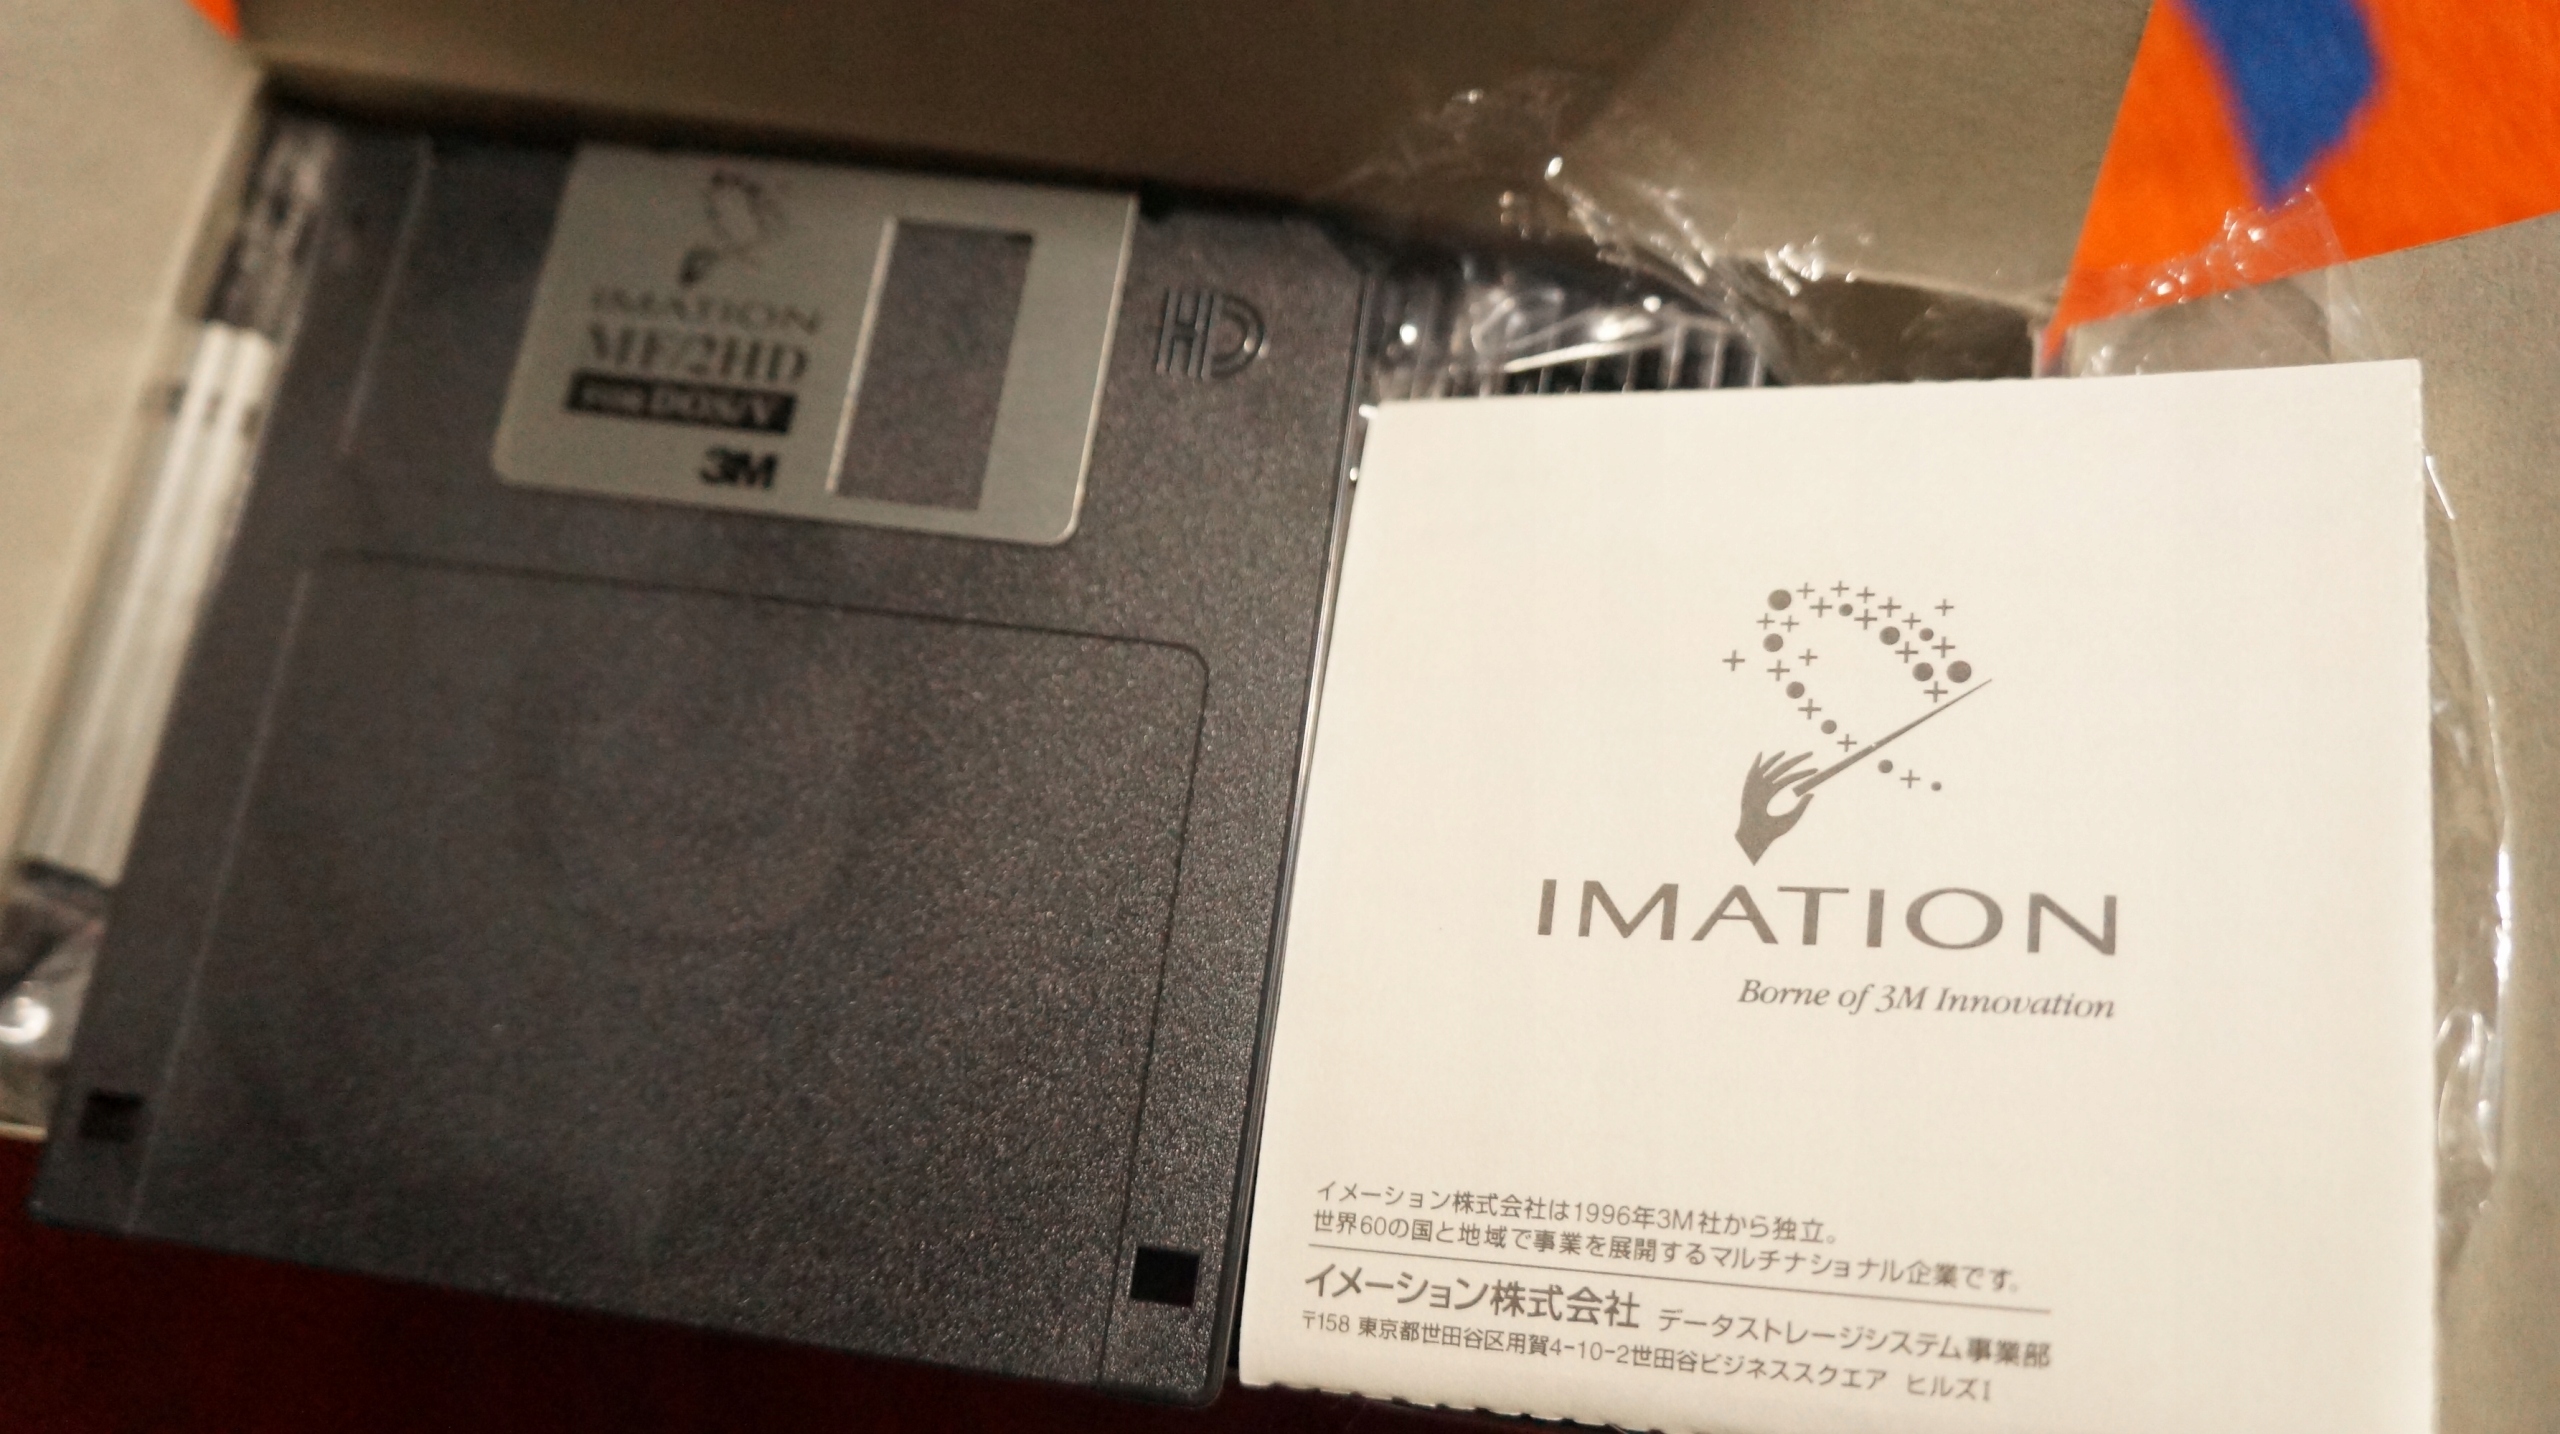 IMATION
MF/2HD
DOS/V
3M
HD
IMATION
Borne of 3M Innovation
イメーション株式会社は1996年3M社から独立。
世界60の国と地域で事業を展開するマルチナショナル企業です。
イメーション株式会社 データストレージシステム事業部
〒158 東京都世田谷区用賀4-10-2世田谷ビジネススクエア ヒルズI